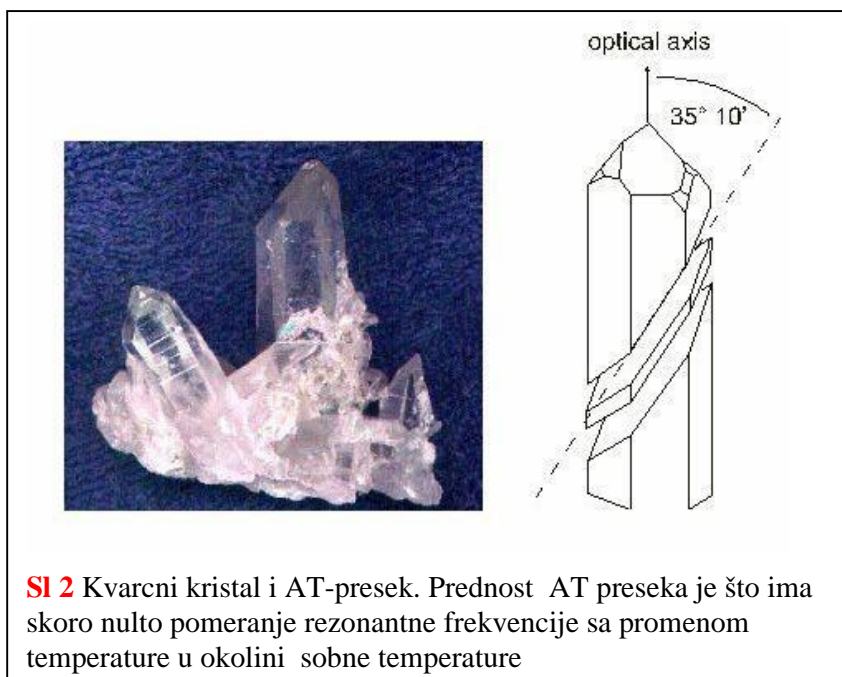 optical axis
35° 10'
Sl 2 Kvarcni kristal i AT-presek. Prednost AT preseka je što ima
skoro nulto pomeranje rezonantne frekvencije sa promenom
temperature u okolini sobne temperature